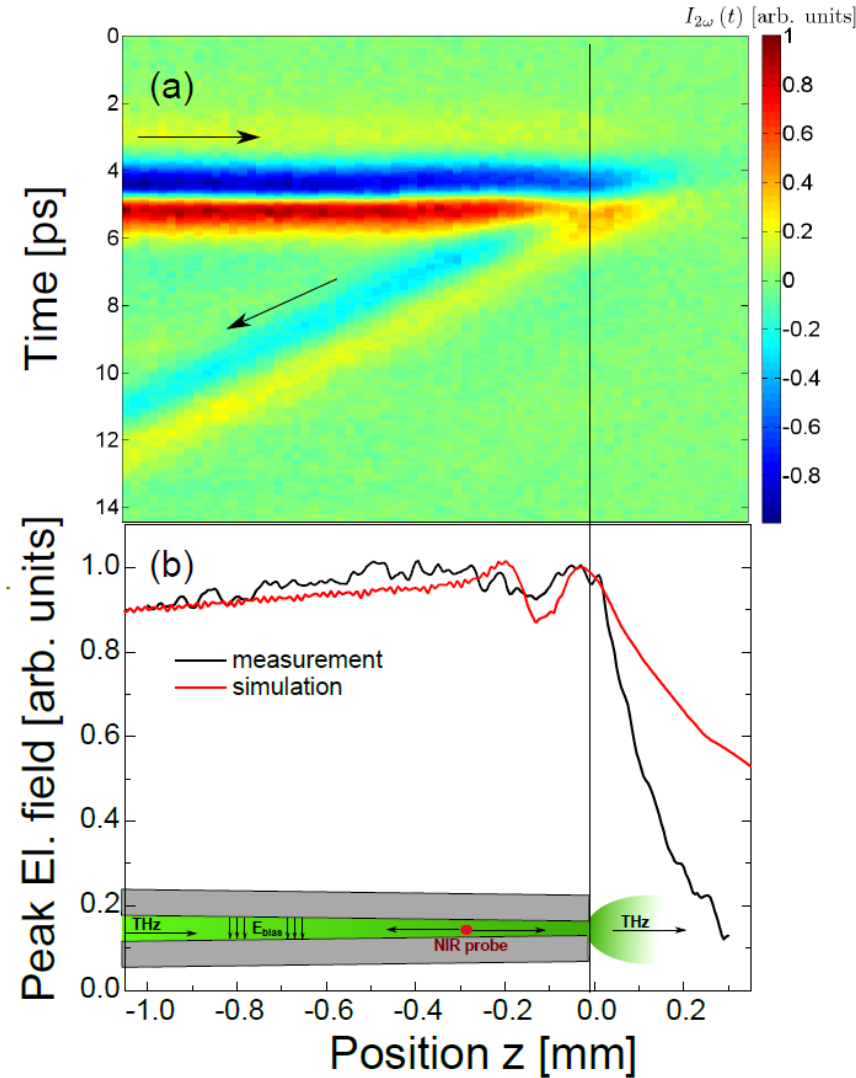 I2ω (t) [arb. units]
(a)
Time [ps]
0
2
4
6
8
10
12
14
1
0.8
0.6
0.4
0.2
0
-0.2
-0.4
-0.6
-0.8
(b)
Peak El. field [arb. units]
1.0
0.8
0.6
0.4
0.2
0.0
measurement
simulation
THz
Ebias
NIR probe
THz
-1.0 -0.8 -0.6 -0.4 -0.2 0.0 0.2
Position z [mm]